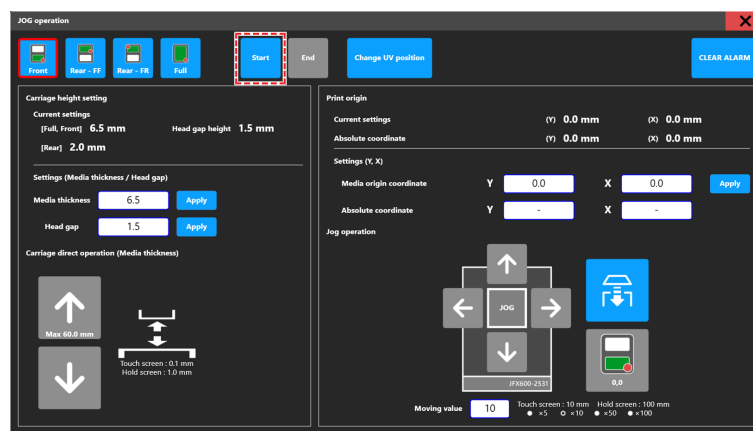 JOG operation
Front
Rear - FF
Rear - FR
Full
Start
End
Change UV position
CLEAR ALARM
Carriage height setting
Current settings
[Full, Front] 6.5 mm Head gap height 1.5 mm
[Rear] 2.0 mm
Settings (Media thickness / Head gap)
Media thickness 6.5 Apply
Head gap 1.5 Apply
Carriage direct operation (Media thickness)
Max 60.0 mm
Touch screen : 0.1 mm
Hold screen : 1.0 mm
Print origin
Current settings (Y) 0.0 mm (X) 0.0 mm
Absolute coordinate (Y) 0.0 mm (X) 0.0 mm
Settings (Y, X)
Media origin coordinate Y 0.0 X 0.0 Apply
Absolute coordinate Y - X -
Jog operation
JOG
JFX600-2531
0,0
Moving value 10 Touch screen : 10 mm Hold screen : 100 mm
×5 ×10 ×50 ×100